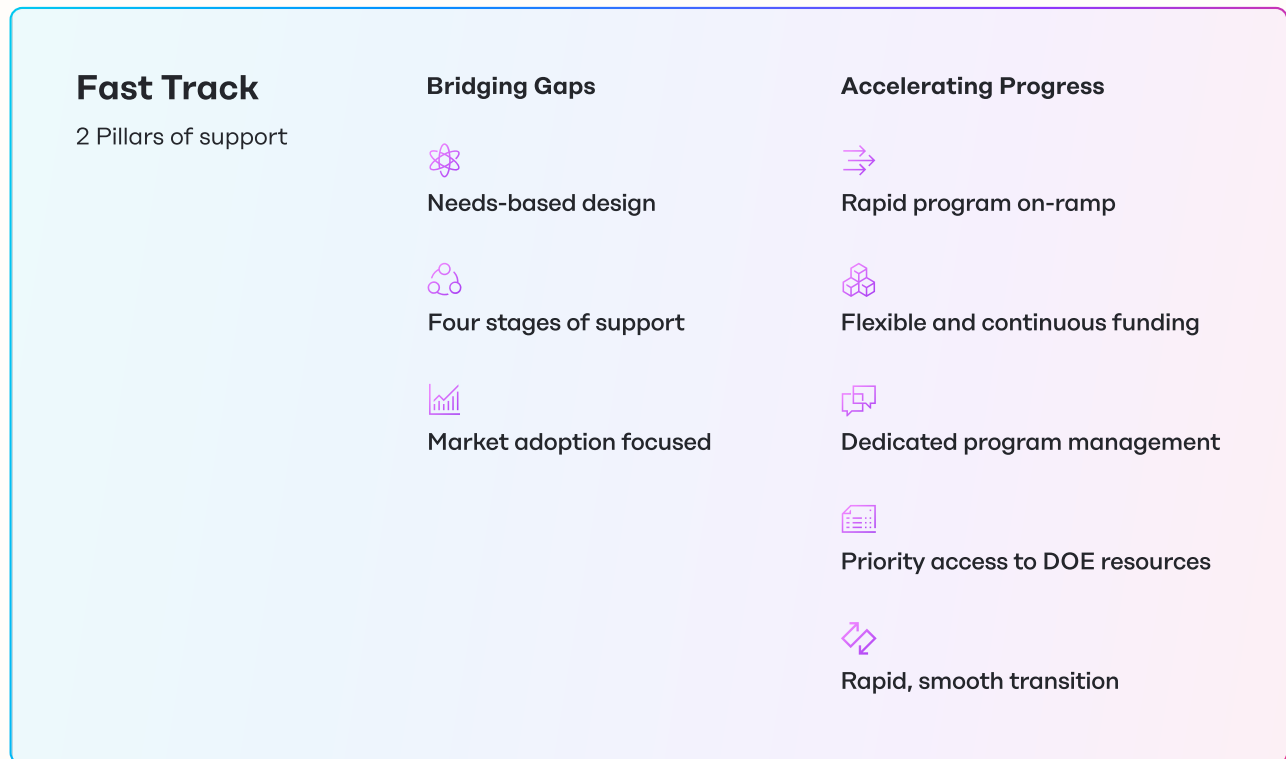 Fast Track
2 Pillars of support
Bridging Gaps
Needs-based design
Four stages of support
Market adoption focused
Accelerating Progress
Rapid program on-ramp
Flexible and continuous funding
Dedicated program management
Priority access to DOE resources
Rapid, smooth transition